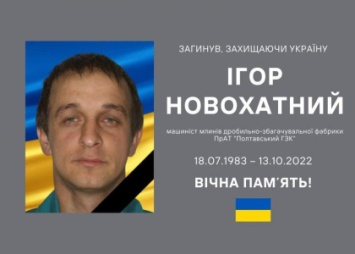 ЗАГИНУВ, ЗАХИЩАЮЧИ УКРАЇНУ
ІГОР
НОВОХАТНИЙ
машиніст млинів дробильно-збагачувальної фабрики
ПрАТ "Полтавський ГЗК"
18.07.1983 – 13.10.2022
ВІЧНА ПАМ'ЯТЬ!